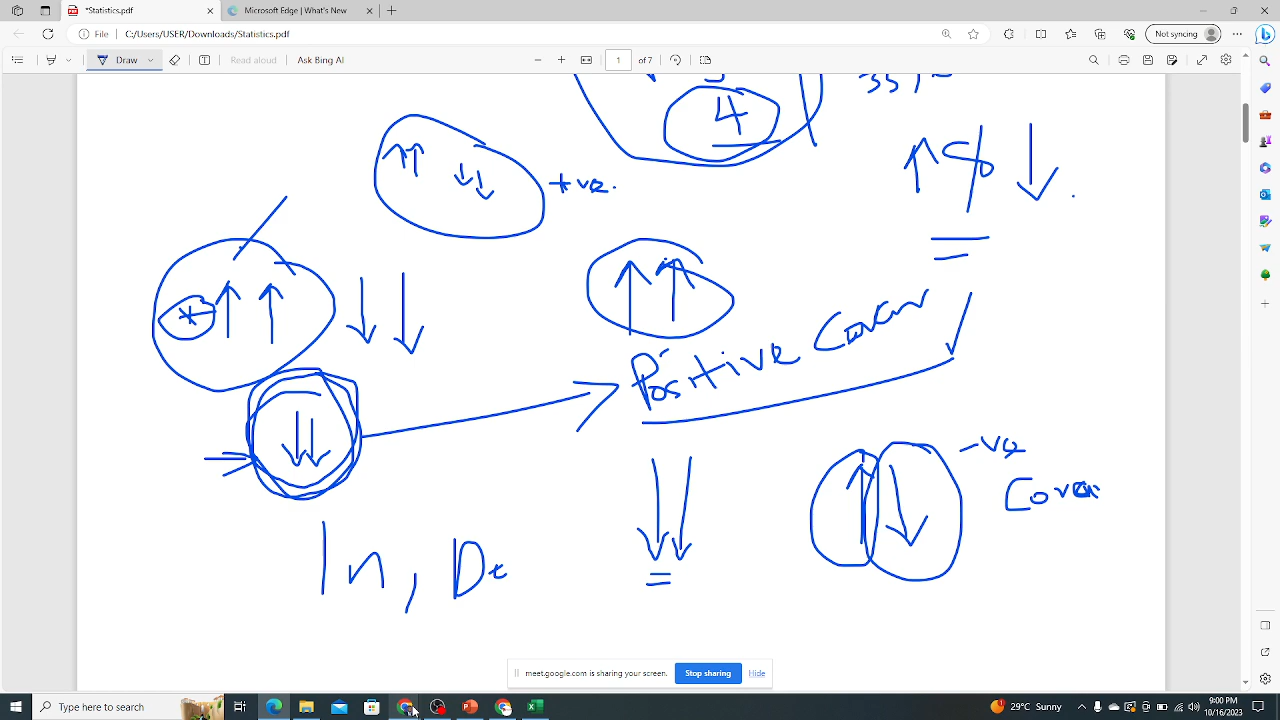 *Statistics.pdf
Microsoft Edge | What's New
File C:/Users/USER/Downloads/Statistics.pdf
Not syncing
Draw
Read aloud
Ask Bing AI
1 of 7
4
+ve.
Positive Covar
-ve
Covar
In, De
meet.google.com is sharing your screen.
Stop sharing
Hide
Type here to search
29°C Sunny
9:00 PM
10/16/2023